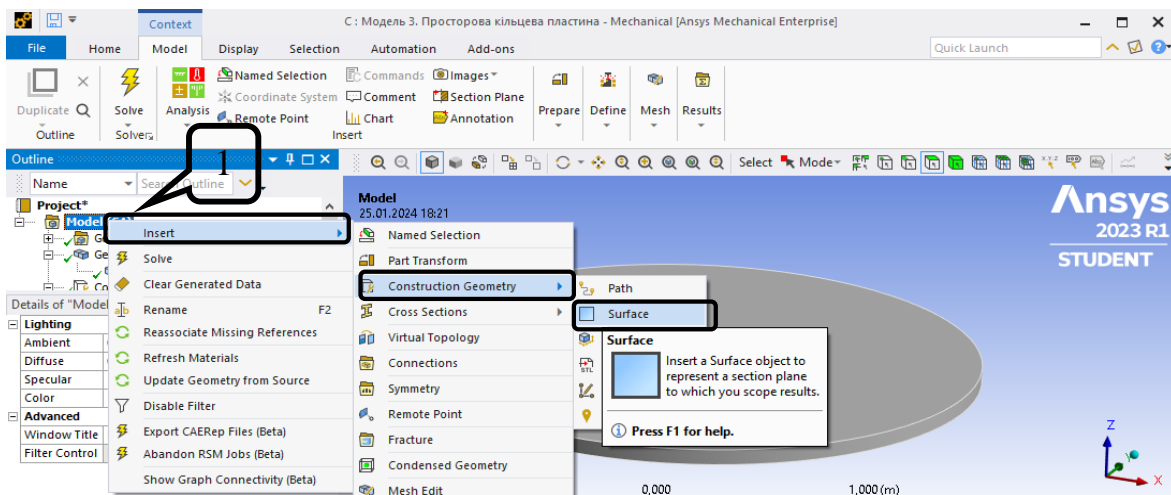 Context
C : Модель 3. Просторова кільцева пластина - Mechanical [Ansys Mechanical Enterprise]
File Home Model Display Selection Automation Add-ons
Quick Launch
Duplicate
Outline
Solve
Solver
Analysis
Named Selection
Coordinate System
Remote Point
Commands
Comment
Chart
Images
Section Plane
Annotation
Insert
Prepare Define Mesh Results
1
Outline
Name
Search Outline
Select Mode
Project*
Model
Model
25.01.2024 18:21
Ansys
2023 R1
STUDENT
Insert
Solve
Clear Generated Data
Rename F2
Reassociate Missing References
Refresh Materials
Update Geometry from Source
Disable Filter
Export CAERep Files (Beta)
Abandon RSM Jobs (Beta)
Show Graph Connectivity (Beta)
Named Selection
Part Transform
Construction Geometry
Cross Sections
Virtual Topology
Connections
Symmetry
Remote Point
Fracture
Condensed Geometry
Mesh Edit
Path
Surface
STL
Surface
Insert a Surface object to
represent a section plane
to which you scope results.
Press F1 for help.
Details of "Model
Lighting
Ambient
Diffuse
Specular
Color
Advanced
Window Title
Filter Control
0,000 1,000 (m)
Z
Y
X